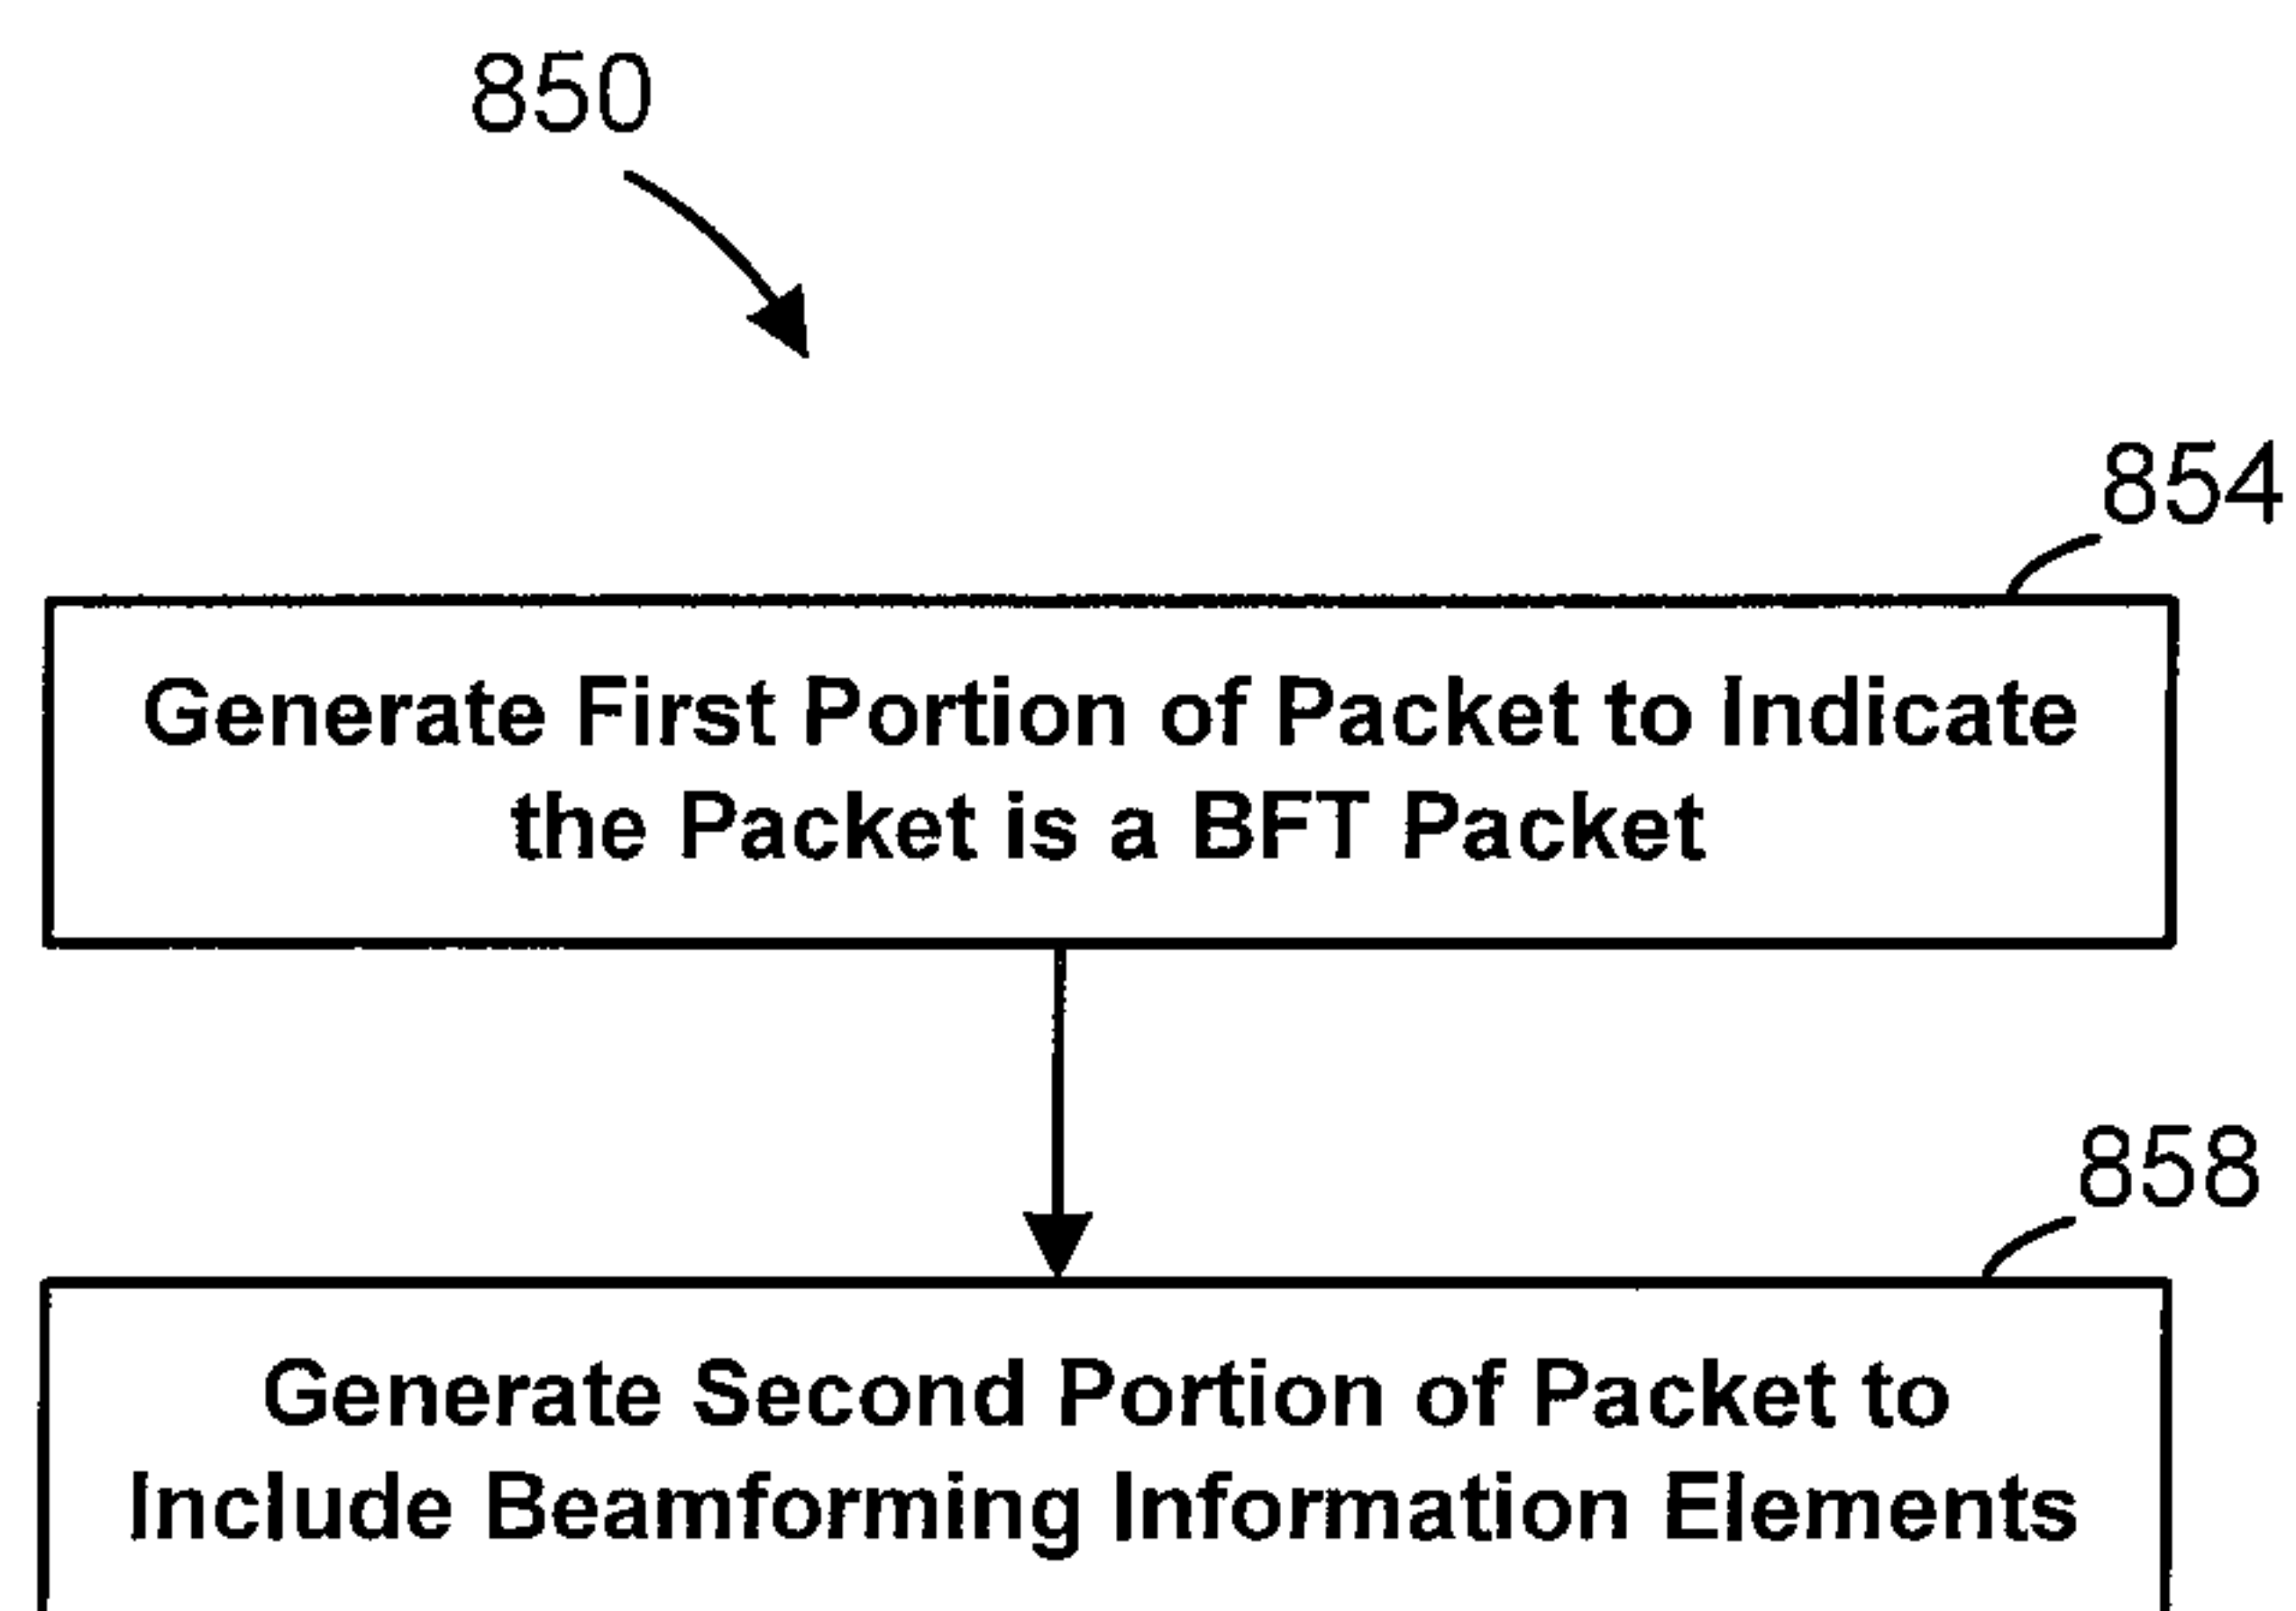 850
854
Generate First Portion of Packet to Indicate
the Packet is a BFT Packet
858
Generate Second Portion of Packet to
Include Beamforming Information Elements